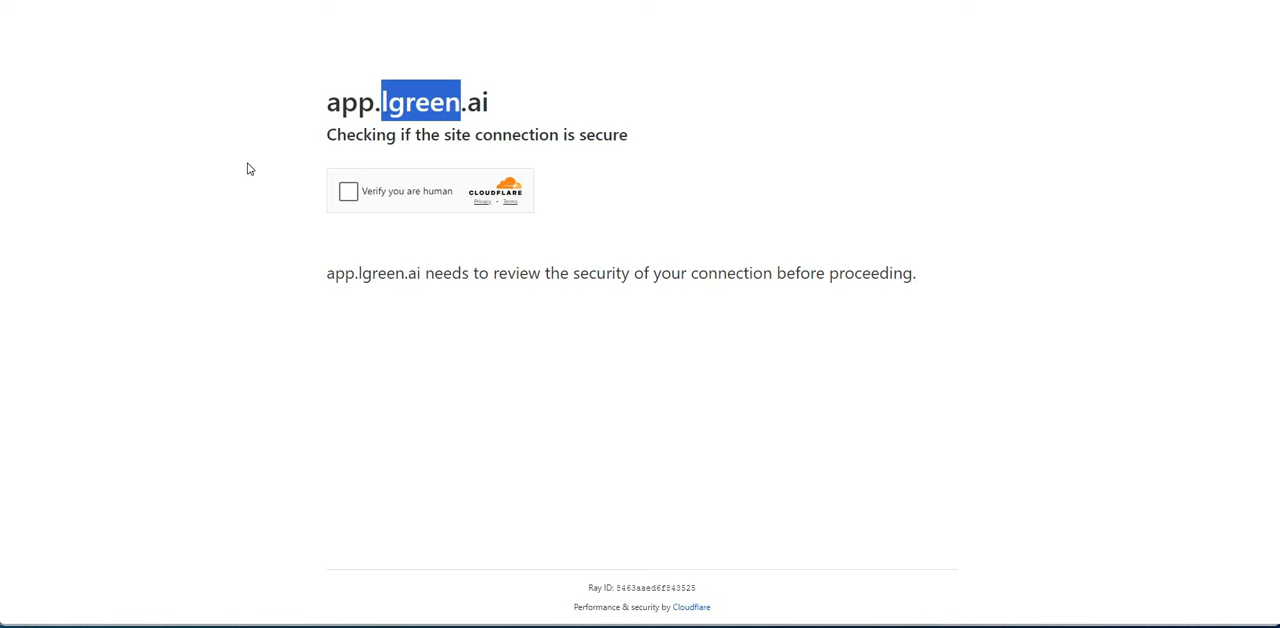 app.lgreen.ai
Checking if the site connection is secure
Verify you are human
CLOUDFLARE
Privacy • Terms
app.lgreen.ai needs to review the security of your connection before proceeding.
Ray ID: 8463aaed6f843525
Performance & security by Cloudflare